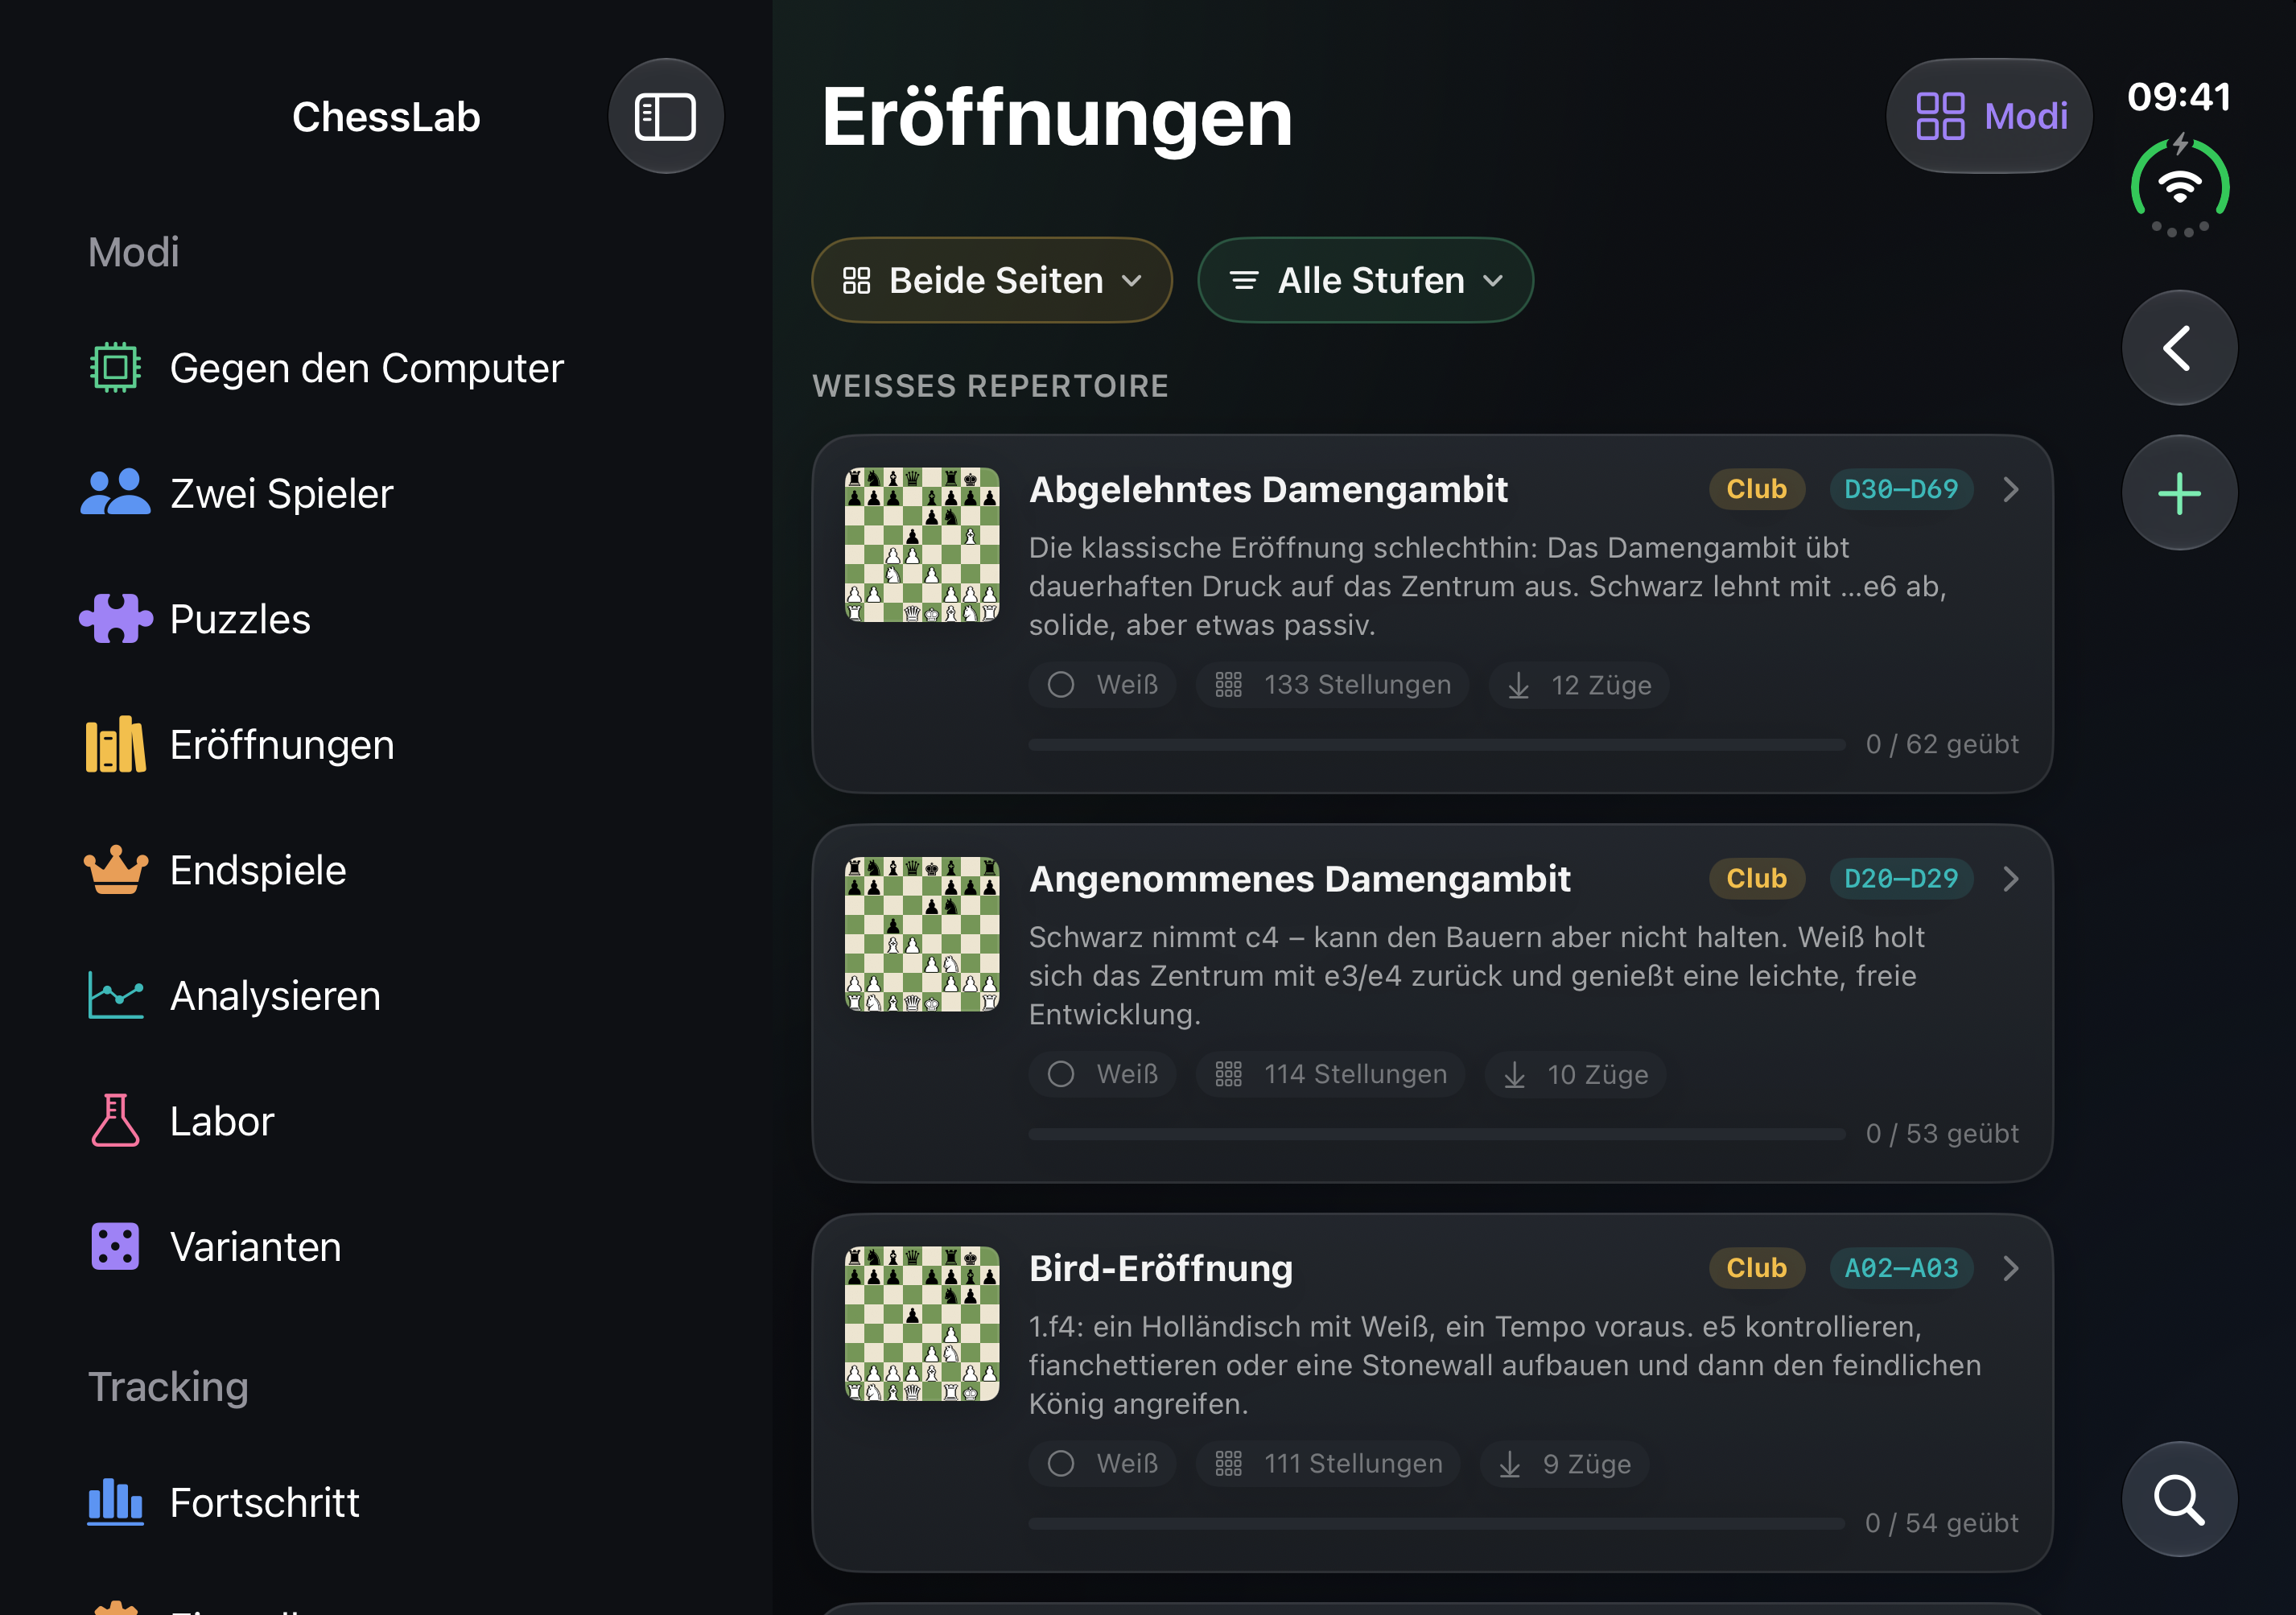 ChessLab
Modi
Gegen den Computer
Zwei Spieler
Puzzles
Eröffnungen
Endspiele
Analysieren
Labor
Varianten
Tracking
Fortschritt
Eröffnungen
Modi
09:41
Beide Seiten
Alle Stufen
WEISSES REPERTOIRE
Abgelehntes Damengambit
Club
D30–D69
Die klassische Eröffnung schlechthin: Das Damengambit übt
dauerhaften Druck auf das Zentrum aus. Schwarz lehnt mit …e6 ab,
solide, aber etwas passiv.
Weiß
133 Stellungen
12 Züge
0 / 62 geübt
Angenommenes Damengambit
Club
D20–D29
Schwarz nimmt c4 – kann den Bauern aber nicht halten. Weiß holt
sich das Zentrum mit e3/e4 zurück und genießt eine leichte, freie
Entwicklung.
Weiß
114 Stellungen
10 Züge
0 / 53 geübt
Bird-Eröffnung
Club
A02–A03
1.f4: ein Holländisch mit Weiß, ein Tempo voraus. e5 kontrollieren,
fianchettieren oder eine Stonewall aufbauen und dann den feindlichen
König angreifen.
Weiß
111 Stellungen
9 Züge
0 / 54 geübt